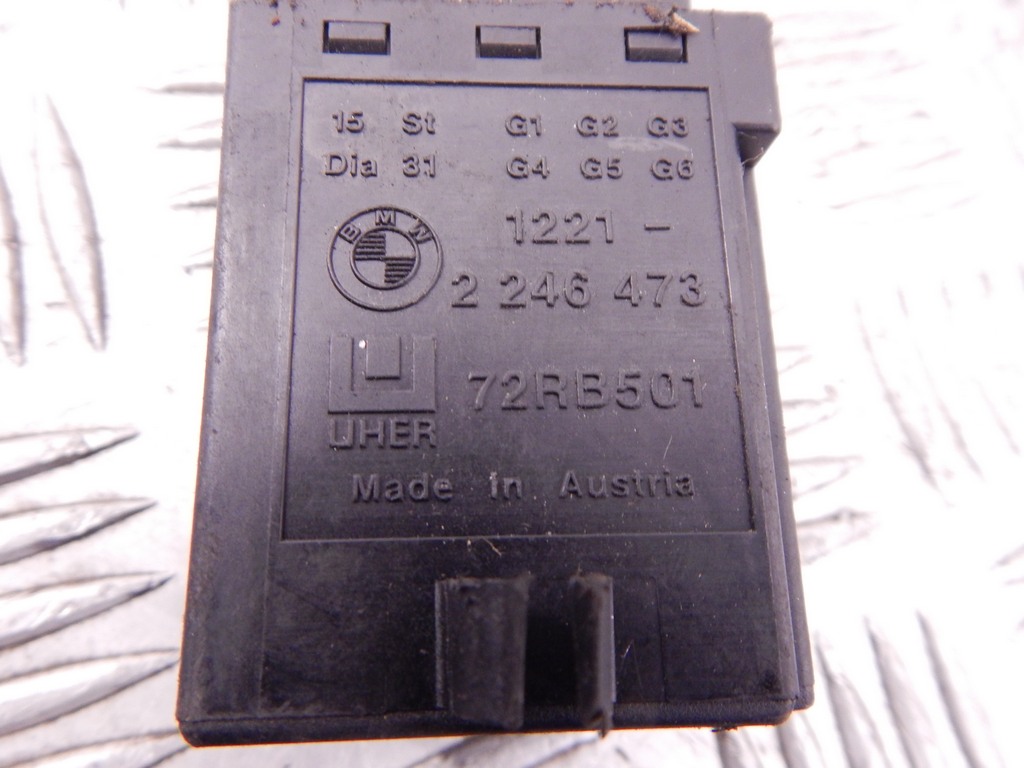 15 St G1 G2 G3
Dia 31 G4 G5 G6
BMW 1221 -
2 246 473
72RB501
UHER
Made in Austria